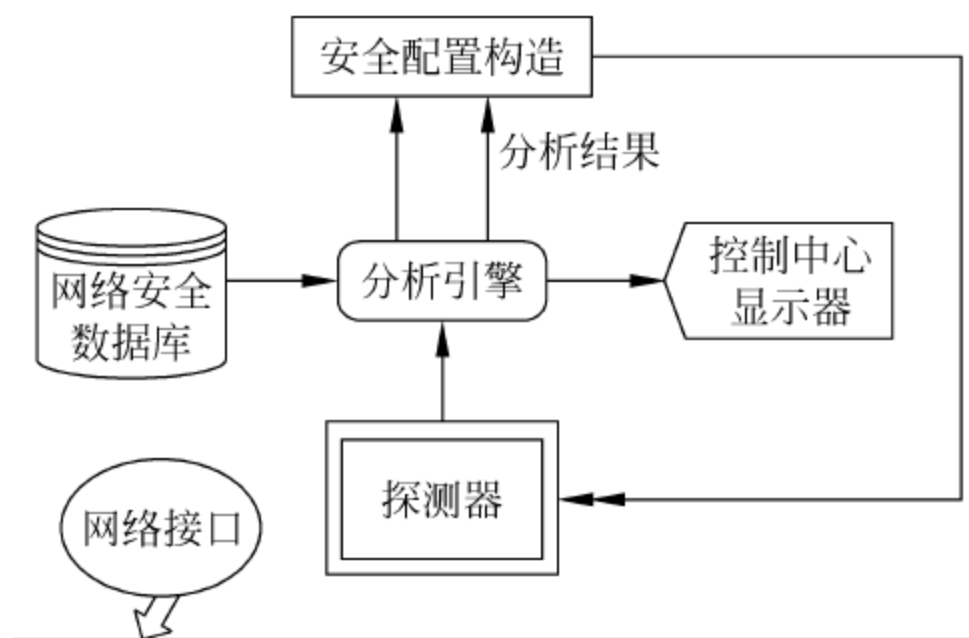 安全配置构造
分析结果
网络安全
数据库
分析引擎
控制中心
显示器
探测器
网络接口